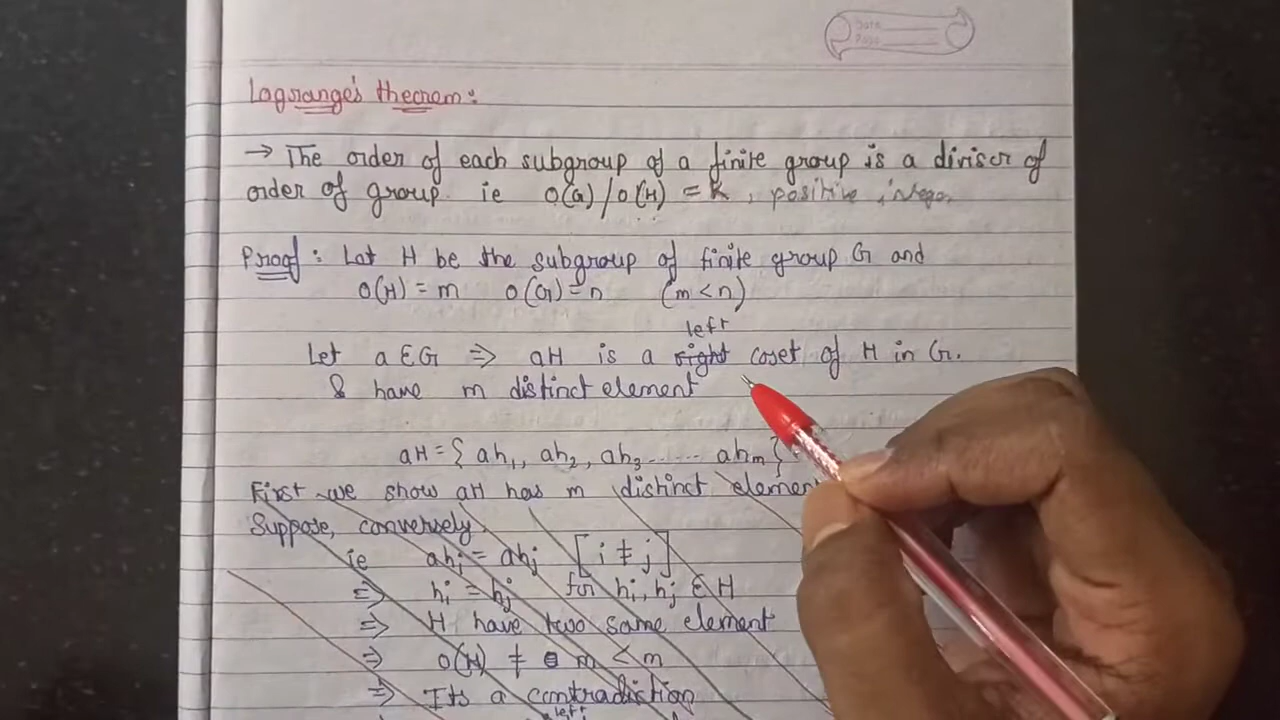 Date
Page
Lagrange's theorem:
→ The order of each subgroup of a finite group is a divisor of
order of group. ie O(G)/O(H) = k, positive integer
Proof: Let H be the subgroup of finite group G and
O(H) = m O(G) = n (m < n)
left
Let a ∈ G ⇒ aH is a right coset of H in G.
& have m distinct element
aH = { ah₁, ah₂, ah₃ ...... ahₘ }
First we show aH has m distinct element
Suppose, conversely
ie ahᵢ = ahⱼ [i ≠ j]
⇒ hᵢ = hⱼ for hᵢ, hⱼ ∈ H
⇒ H have two same element
⇒ O(H) ≠ m < m
⇒ Its a contradiction
left